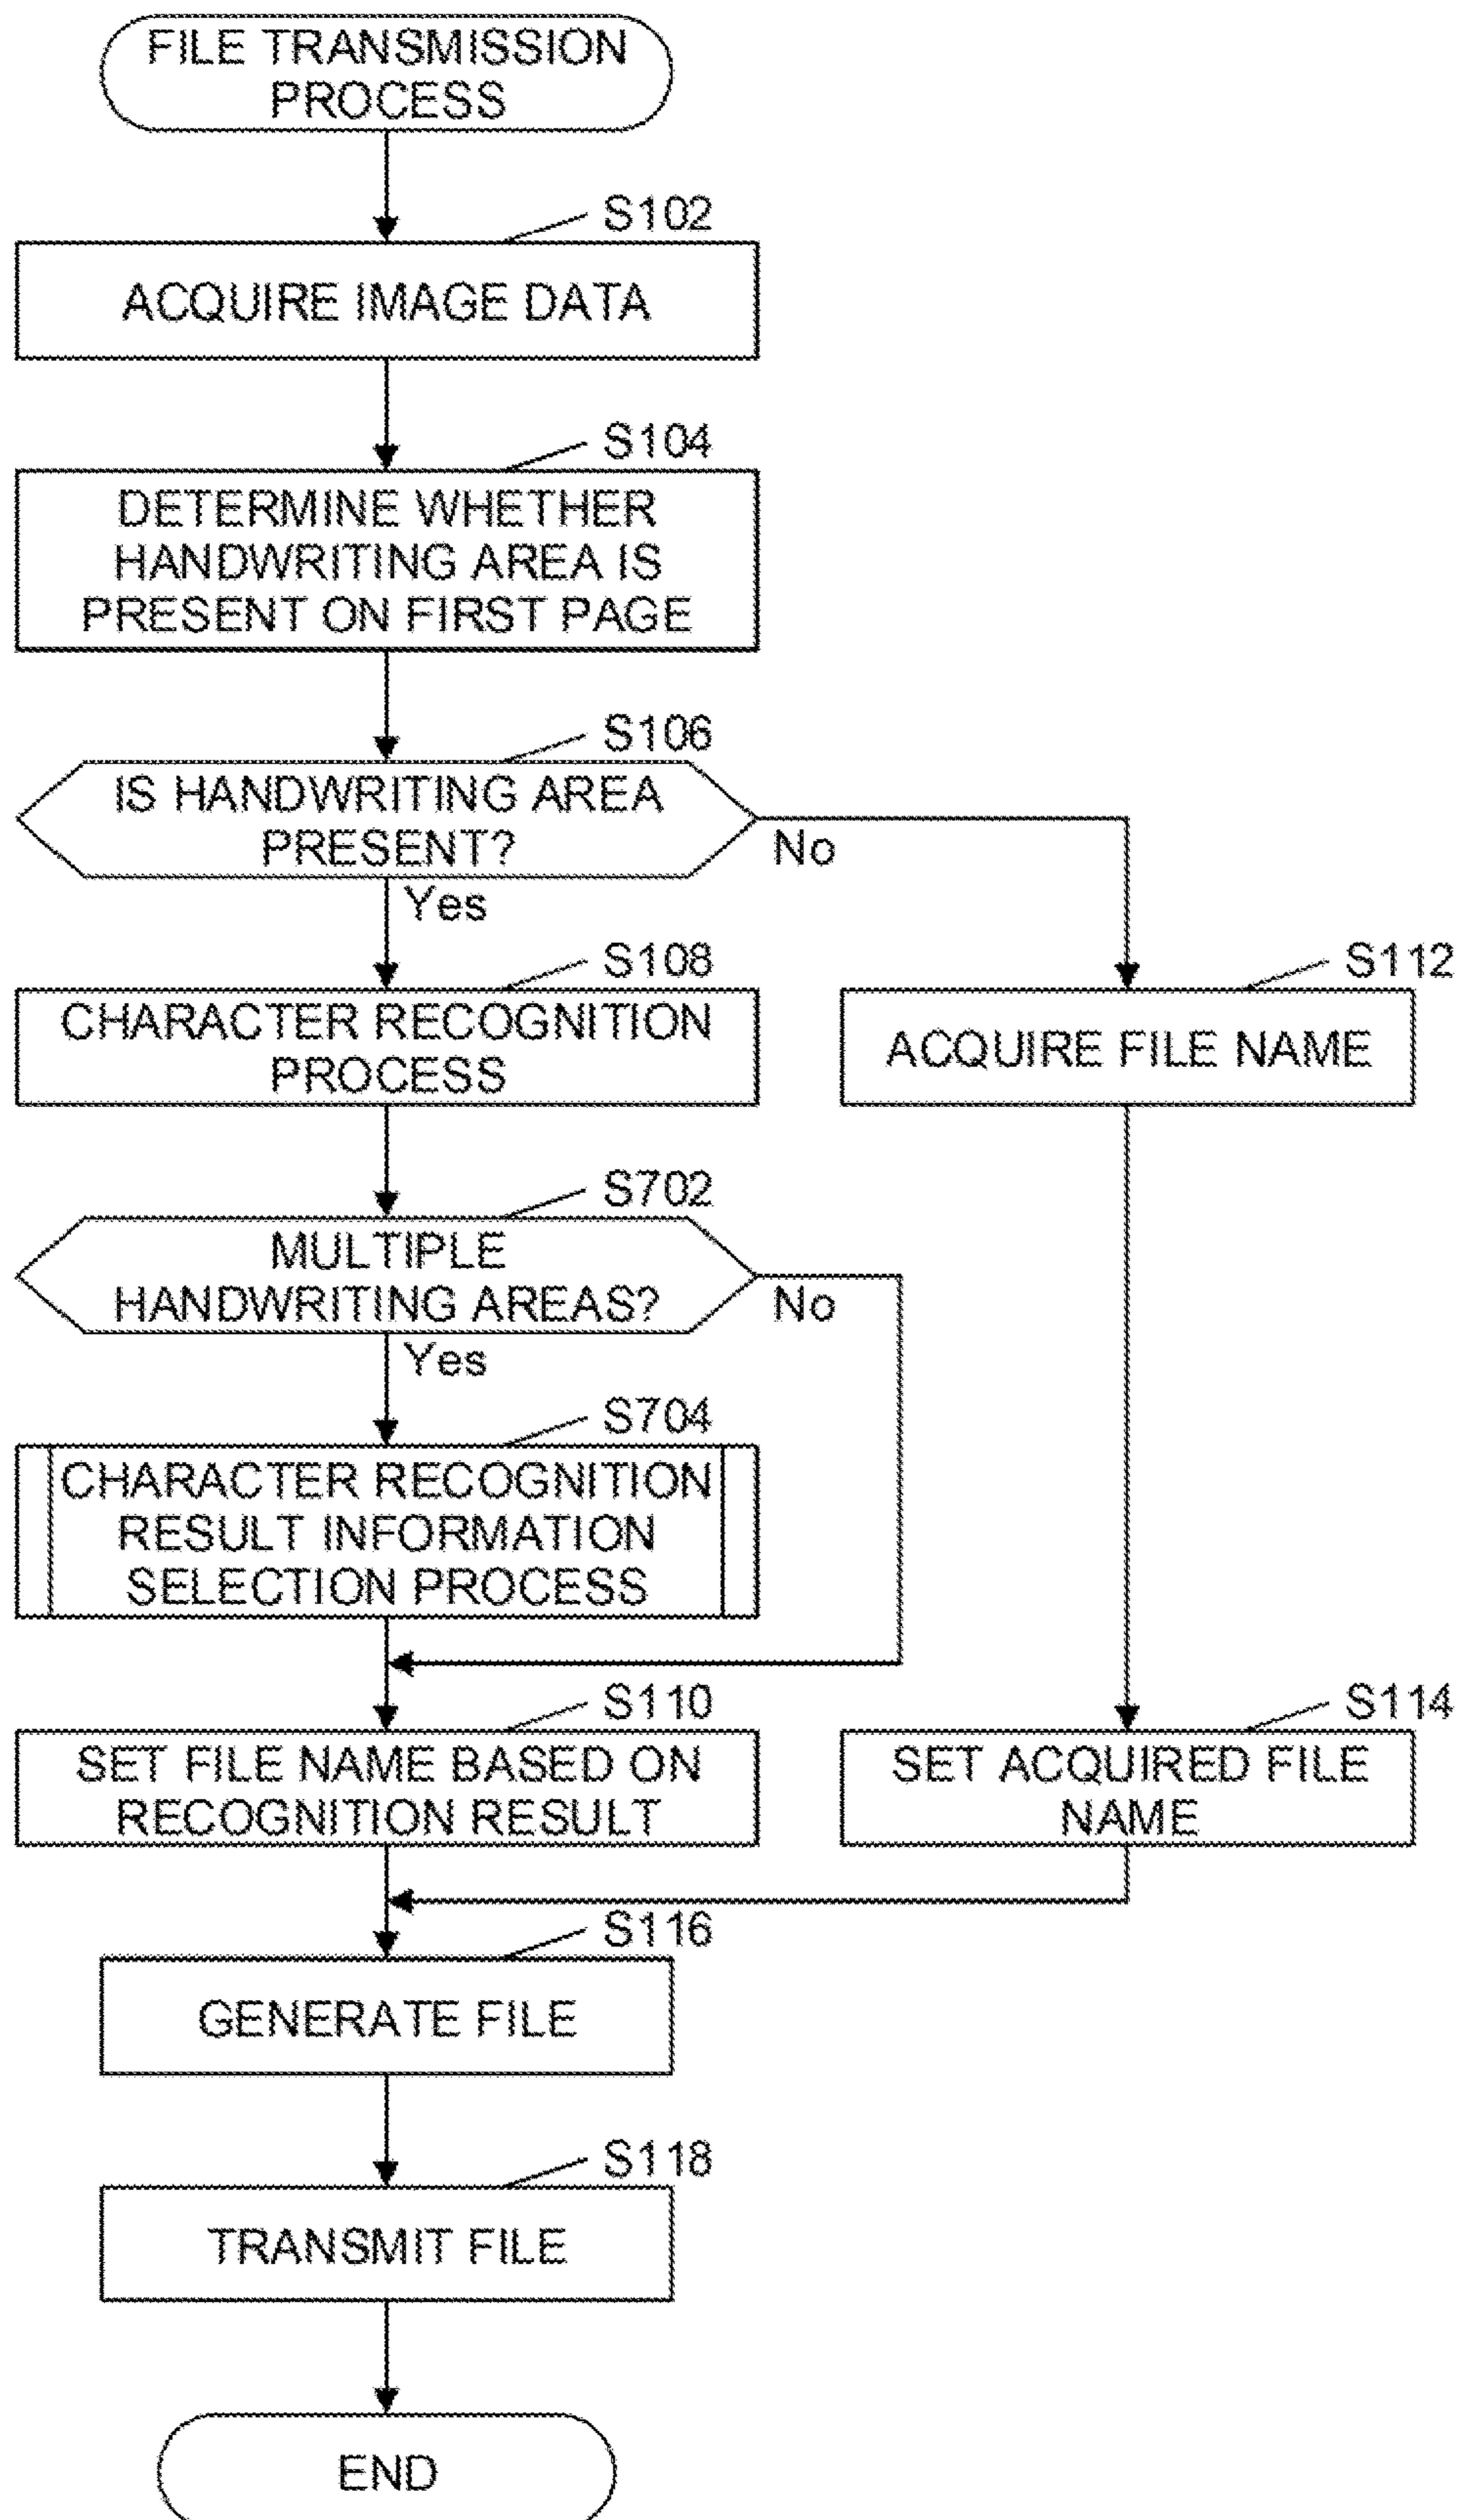 FILE TRANSMISSION
PROCESS
S102
ACQUIRE IMAGE DATA
S104
DETERMINE WHETHER
HANDWRITING AREA IS
PRESENT ON FIRST PAGE
S106
IS HANDWRITING AREA
PRESENT?
No
Yes
S108
CHARACTER RECOGNITION
PROCESS
S112
ACQUIRE FILE NAME
S702
MULTIPLE
HANDWRITING AREAS?
No
Yes
S704
CHARACTER RECOGNITION
RESULT INFORMATION
SELECTION PROCESS
S110
SET FILE NAME BASED ON
RECOGNITION RESULT
S114
SET ACQUIRED FILE
NAME
S116
GENERATE FILE
S118
TRANSMIT FILE
END